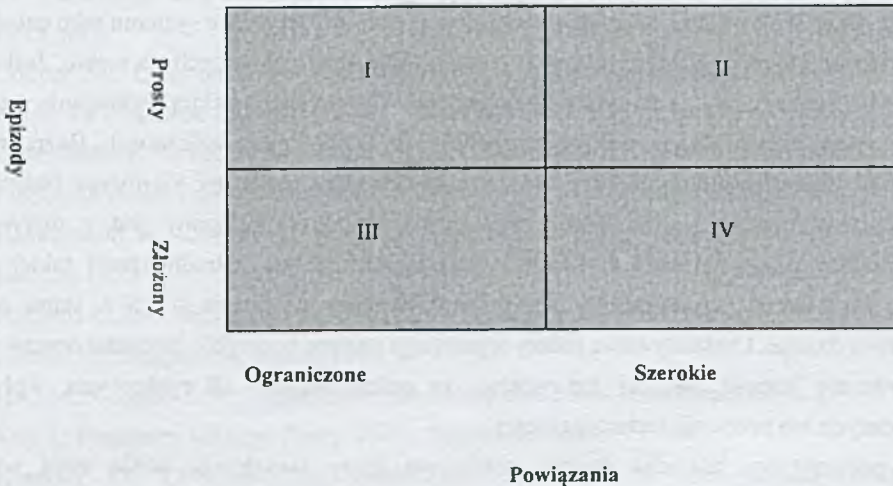 I II
Prosty
Epizody
III IV
Złożony
Ograniczone Szerokie
Powiązania